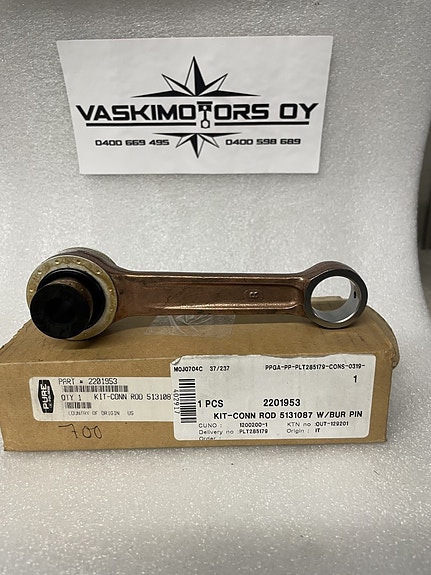 VASKIMOTORS OY
0400 669 495 0400 598 689
PURE
PART # 2201953
QTY 1 KIT-CONN ROD 5131087
COUNTRY OF ORIGIN US
700
MOJ0704C 37/237 PPGA-PP-PLT285179-CONS-0319-
1
1 PCS 2201953
KIT-CONN ROD 5131087 W/BUR PIN
CUNO : 1200200-1 KTN no :OUT-129201
Delivery no :PLT285179 Origin : IT
Order :